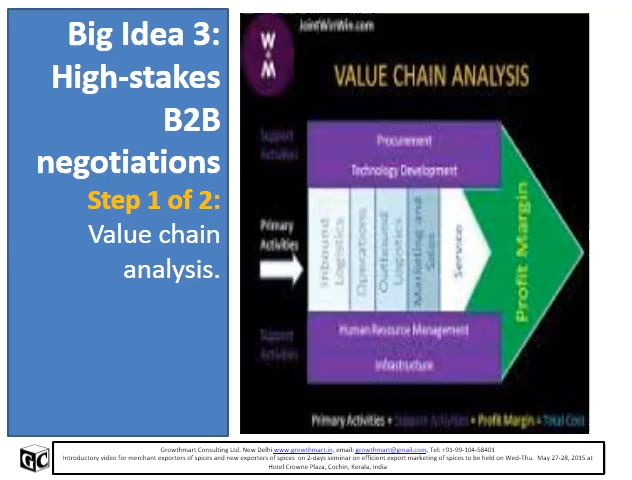 Big Idea 3:
High-stakes
B2B
negotiations
Step 1 of 2:
Value chain
analysis.
JointWinWin.com
W
M
VALUE CHAIN ANALYSIS
Support
Activities
Procurement
Technology Development
Primary
Activities
Inbound
Logistics
Operations
Outbound
Logistics
Marketing and
Sales
Service
Profit Margin
Support
Activities
Human Resource Management
Infrastructure
Primary Activities + Support Activities + Profit Margin = Total Cost
GC
Growthmart Consulting Ltd. New Delhi www.growthmart.in, email: growthmart@gmail.com, Tel: +91-99-104-58401
Introductory video for merchant exporters of spices and new exporters of spices on 2-days seminar on efficient export marketing of spices to be held on Wed-Thu. May 27-28, 2015 at
Hotel Crowne Plaza, Cochin, Kerala, India